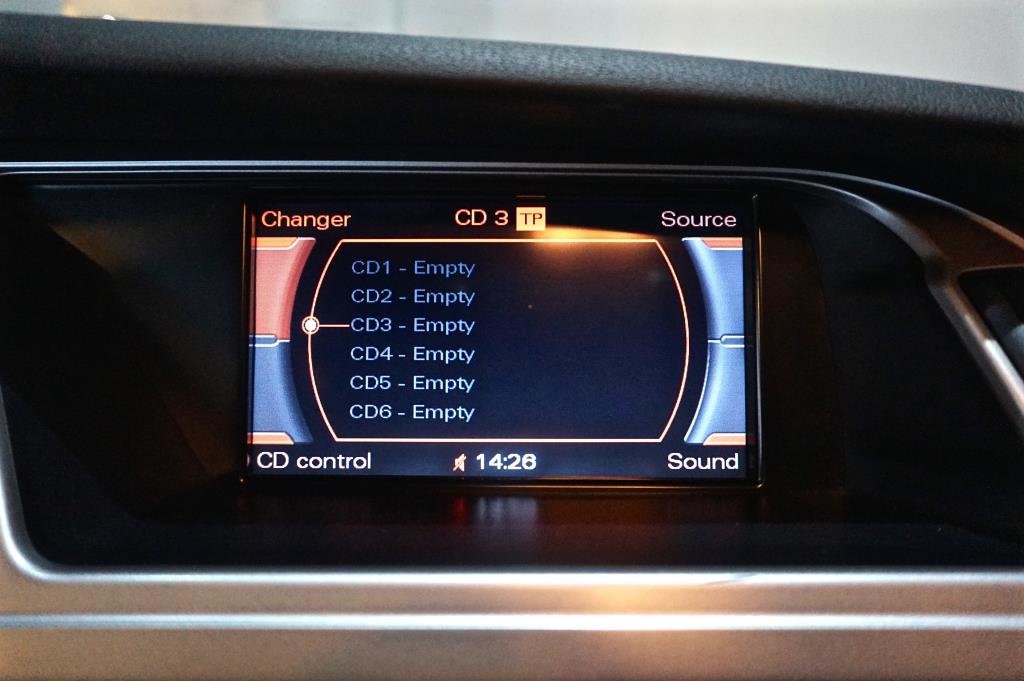 Changer CD 3 TP Source
CD1 - Empty
CD2 - Empty
CD3 - Empty
CD4 - Empty
CD5 - Empty
CD6 - Empty
CD control 14:26 Sound